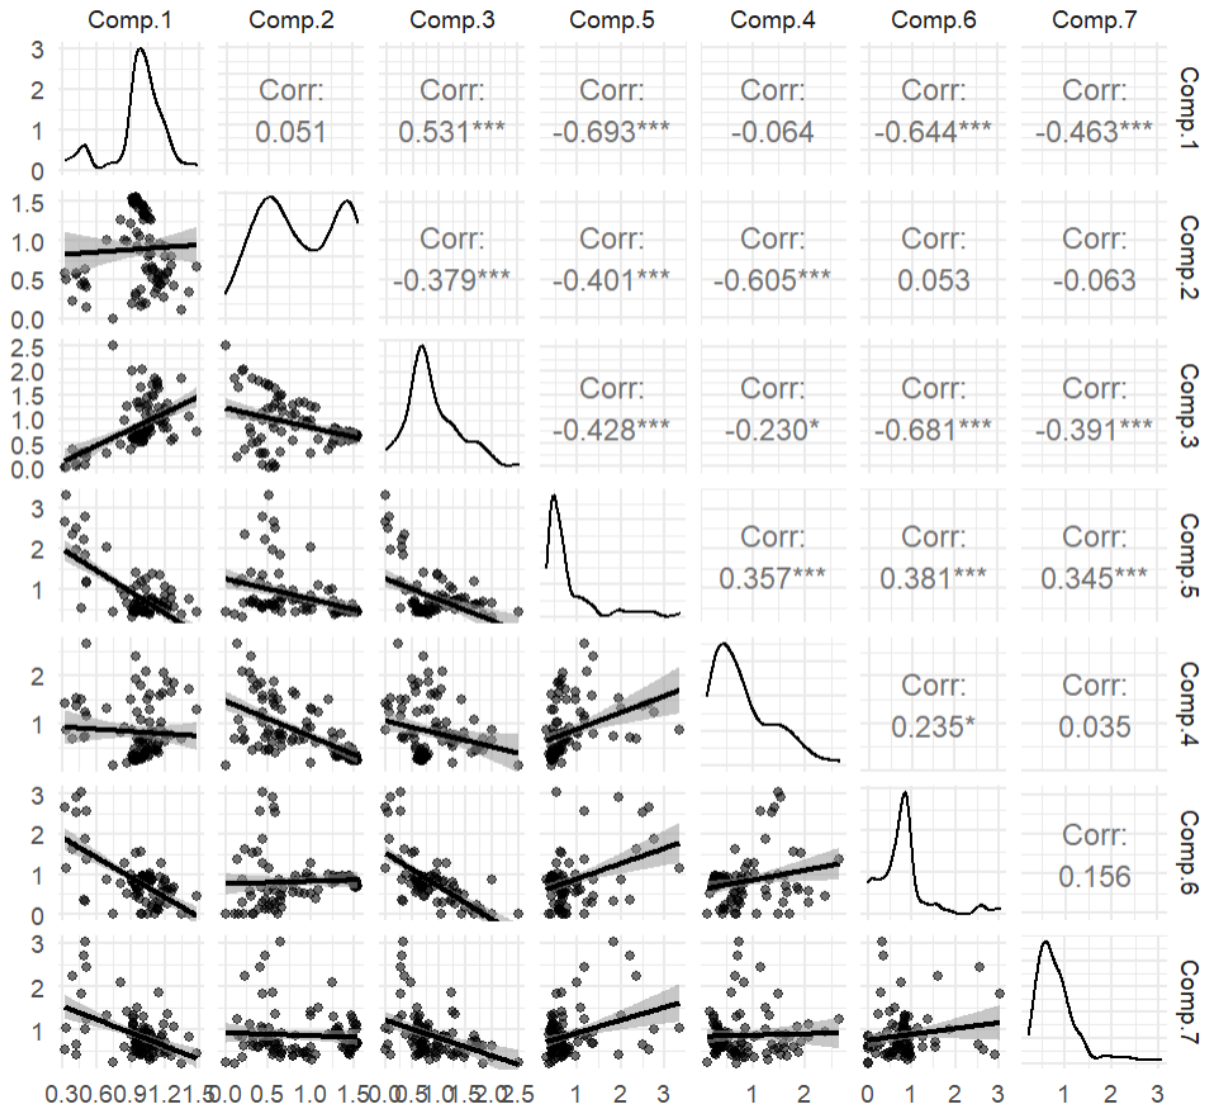 Comp.1 Comp.2 Comp.3 Comp.5 Comp.4 Comp.6 Comp.7
3
2
1
0
Corr:
0.051
Corr:
0.531***
Corr:
-0.693***
Corr:
-0.064
Corr:
-0.644***
Corr:
-0.463***
Comp.1
1.5
1.0
0.5
0.0
Corr:
-0.379***
Corr:
-0.401***
Corr:
-0.605***
Corr:
0.053
Corr:
-0.063
Comp.2
2.5
2.0
1.5
1.0
0.5
0.0
Corr:
-0.428***
Corr:
-0.230*
Corr:
-0.681***
Corr:
-0.391***
Comp.3
3
2
1
Corr:
0.357***
Corr:
0.381***
Corr:
0.345***
Comp.5
2
1
0
Corr:
0.235*
Corr:
0.035
Comp.4
3
2
1
0
Corr:
0.156
Comp.6
3
2
1
0
Comp.7
0.30.60.91.21.5 0.0 0.5 1.0 1.5 0.00.51.01.52.02.5 1 2 3 1 2 0 1 2 3 1 2 3